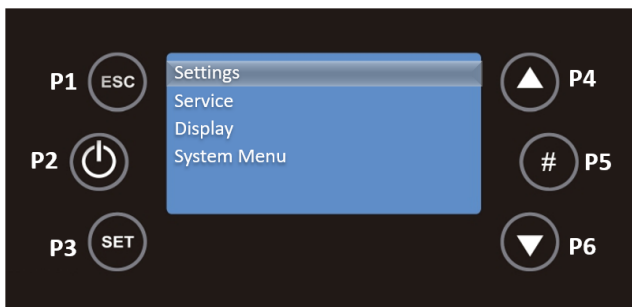 P1 ESC
P2
P3 SET
Settings
Service
Display
System Menu
P4
# P5
P6